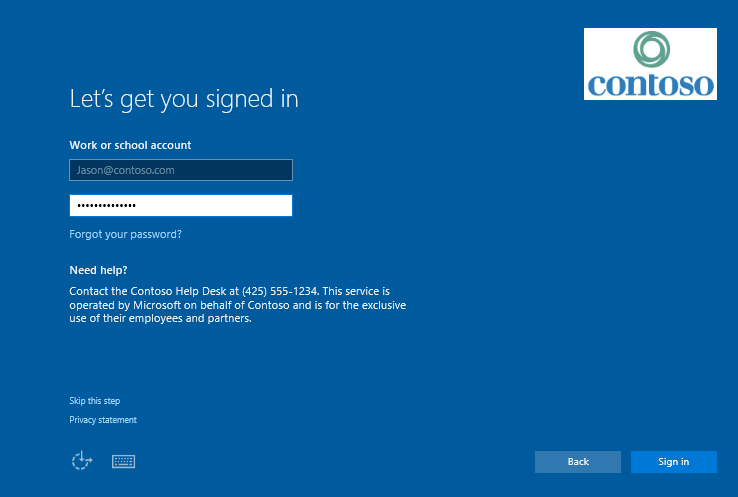 contoso
Let's get you signed in
Work or school account
Jason@contoso.com
••••••••••••••
Forgot your password?
Need help?
Contact the Contoso Help Desk at (425) 555-1234. This service is
operated by Microsoft on behalf of Contoso and is for the exclusive
use of their employees and partners.
Skip this step
Privacy statement
Back
Sign in